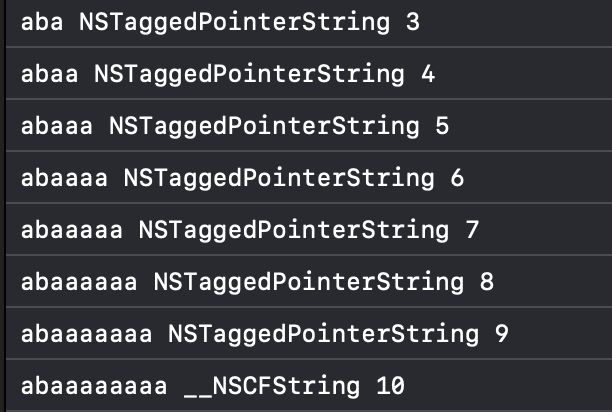 aba NSTaggedPointerString 3
abaa NSTaggedPointerString 4
abaaa NSTaggedPointerString 5
abaaaa NSTaggedPointerString 6
abaaaaa NSTaggedPointerString 7
abaaaaaa NSTaggedPointerString 8
abaaaaaaa NSTaggedPointerString 9
abaaaaaaaa __NSCFString 10